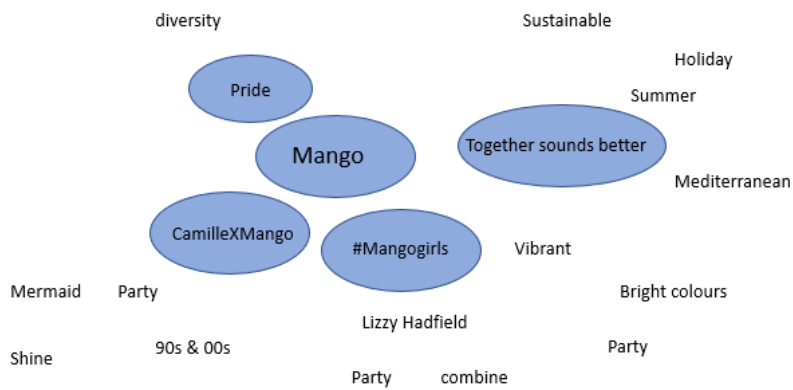 diversity
Sustainable
Holiday
Pride
Summer
Mango
Together sounds better
Mediterranean
CamilleXMango
#Mangogirls
Vibrant
Mermaid
Party
Bright colours
Lizzy Hadfield
90s & 00s
Party
Shine
Party
combine